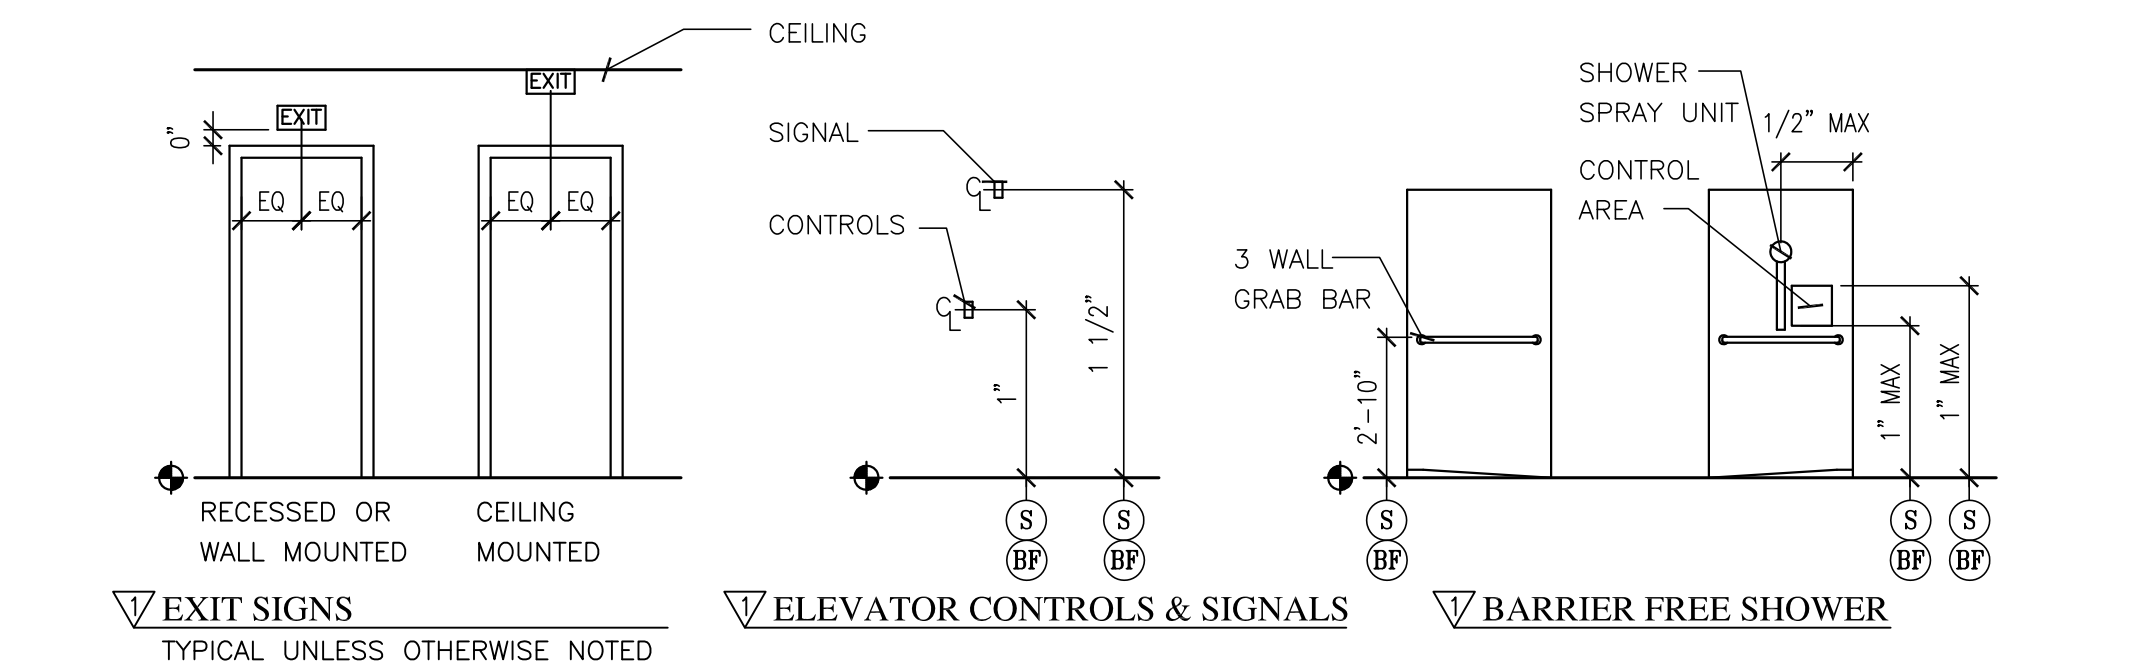 CEILING
EXIT
EXIT
0"
EQ EQ
EQ EQ
RECESSED OR
WALL MOUNTED
CEILING
MOUNTED
1 EXIT SIGNS
TYPICAL UNLESS OTHERWISE NOTED
SIGNAL
CL
CONTROLS
CL
1"
1 1/2"
S
BF
S
BF
1 ELEVATOR CONTROLS & SIGNALS
SHOWER
SPRAY UNIT
1/2" MAX
CONTROL
AREA
3 WALL
GRAB BAR
2'-10"
1" MAX
1" MAX
S
BF
S
BF
S
BF
1 BARRIER FREE SHOWER